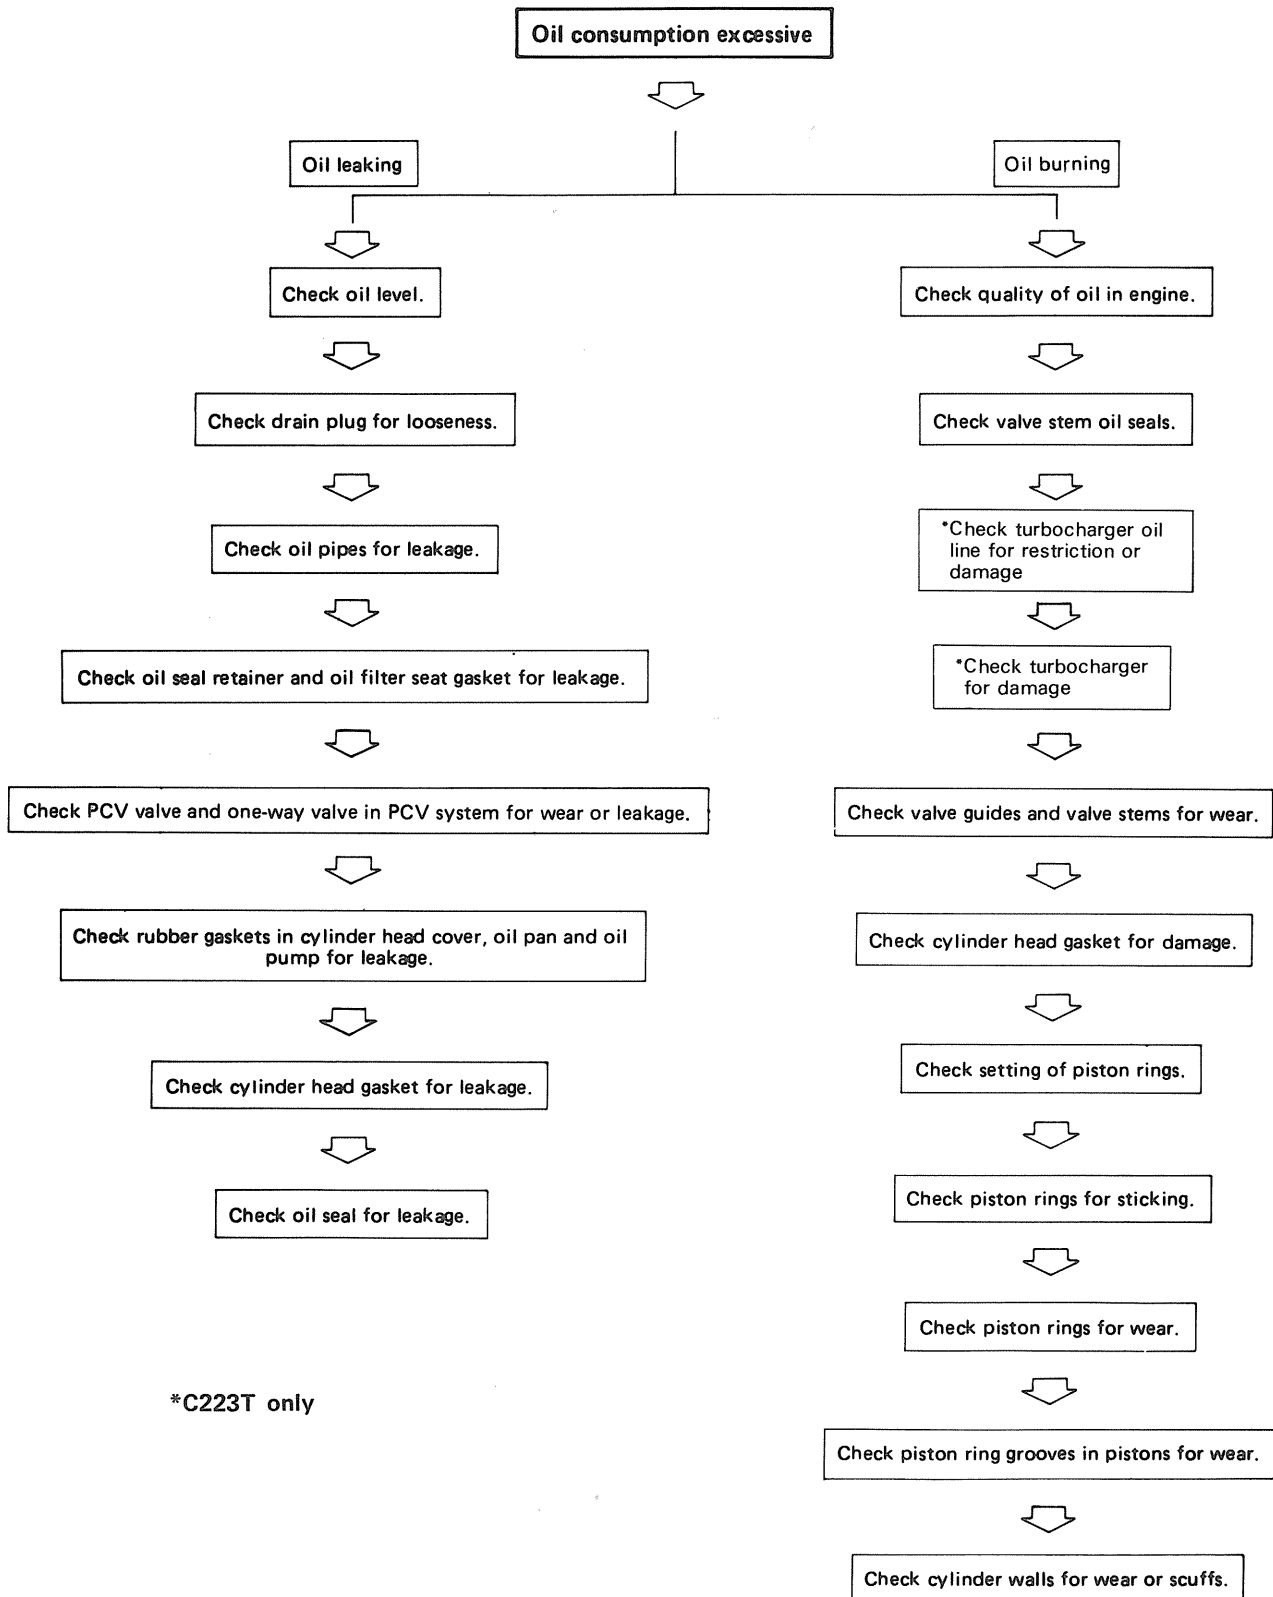 Oil consumption excessive
Oil leaking
Check oil level.
Check drain plug for looseness.
Check oil pipes for leakage.
Check oil seal retainer and oil filter seat gasket for leakage.
Check PCV valve and one-way valve in PCV system for wear or leakage.
Check rubber gaskets in cylinder head cover, oil pan and oil
pump for leakage.
Check cylinder head gasket for leakage.
Check oil seal for leakage.
Oil burning
Check quality of oil in engine.
Check valve stem oil seals.
*Check turbocharger oil
line for restriction or
damage
*Check turbocharger
for damage
Check valve guides and valve stems for wear.
Check cylinder head gasket for damage.
Check setting of piston rings.
Check piston rings for sticking.
Check piston rings for wear.
Check piston ring grooves in pistons for wear.
Check cylinder walls for wear or scuffs.
*C223T only